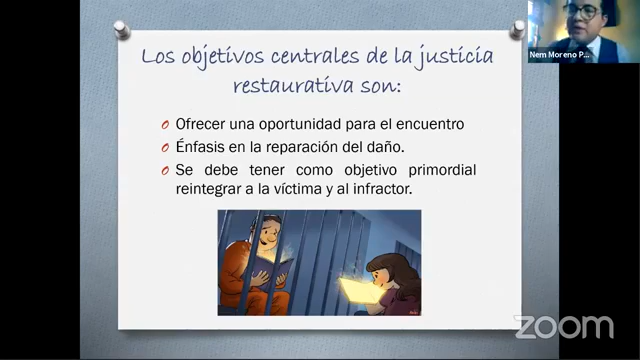 Los objetivos centrales de la justicia
restaurativa son:
Ofrecer una oportunidad para el encuentro
Énfasis en la reparación del daño.
Se debe tener como objetivo primordial
reintegrar a la víctima y al infractor.
Nem Moreno P...
zoom